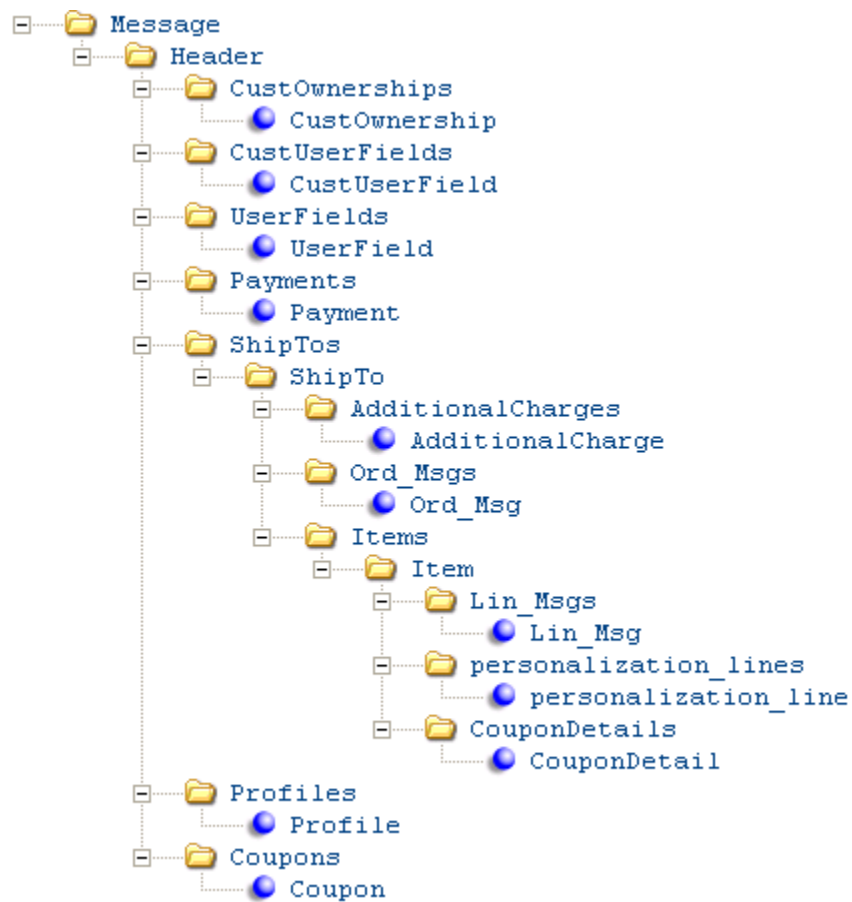 Message
Header
CustOwnerships
CustOwnership
CustUserFields
CustUserField
UserFields
UserField
Payments
Payment
ShipTos
ShipTo
AdditionalCharges
AdditionalCharge
Ord_Msgs
Ord_Msg
Items
Item
Lin_Msgs
Lin_Msg
personalization_lines
personalization_line
CouponDetails
CouponDetail
Profiles
Profile
Coupons
Coupon